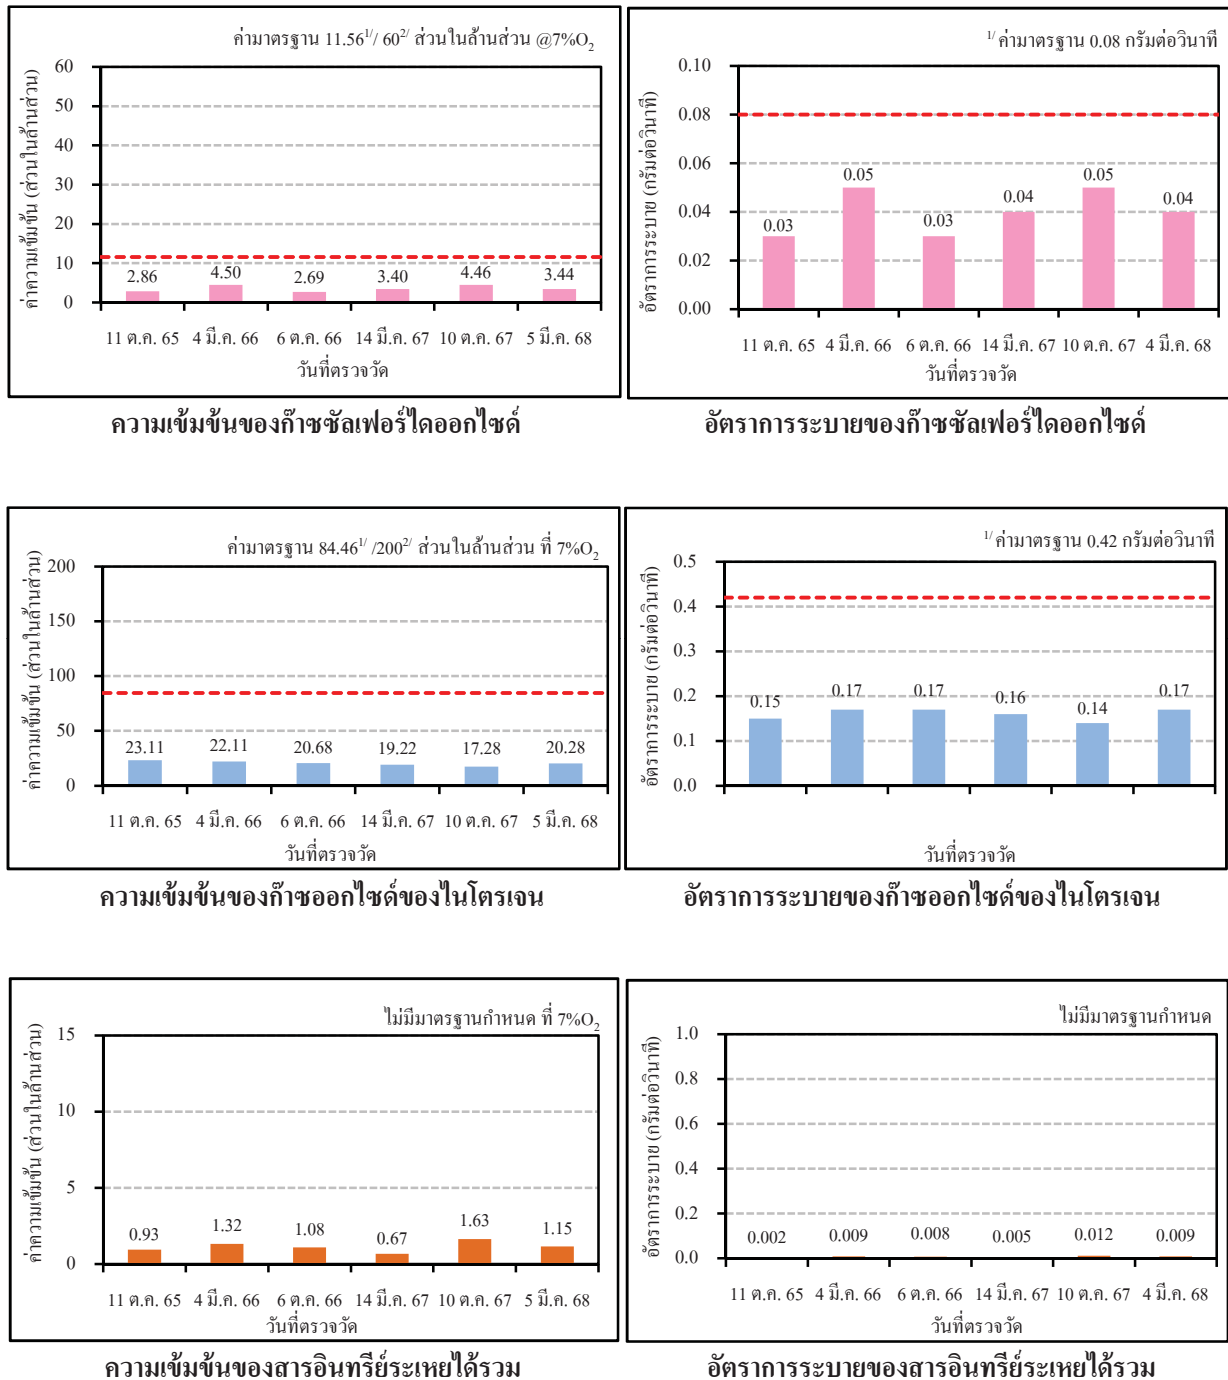 ค่ามาตรฐาน 11.56¹/ 60²/ ส่วนในล้านส่วน @7%O₂
ค่าความเข้มข้น (ส่วนในล้านส่วน)
60
50
40
30
20
10
0
2.86 4.50 2.69 3.40 4.46 3.44
11 ต.ค. 65 4 มี.ค. 66 6 ต.ค. 66 14 มี.ค. 67 10 ต.ค. 67 5 มี.ค. 68
วันที่ตรวจวัด
ความเข้มข้นของก๊าซซัลเฟอร์ไดออกไซด์
¹/ ค่ามาตรฐาน 0.08 กรัมต่อวินาที
อัตราการระบาย (กรัมต่อวินาที)
0.10
0.08
0.06
0.04
0.02
0.00
0.03 0.05 0.03 0.04 0.05 0.04
11 ต.ค. 65 4 มี.ค. 66 6 ต.ค. 66 14 มี.ค. 67 10 ต.ค. 67 4 มี.ค. 68
วันที่ตรวจวัด
อัตราการระบายของก๊าซซัลเฟอร์ไดออกไซด์
ค่ามาตรฐาน 84.46¹/ /200²/ ส่วนในล้านส่วน ที่ 7%O₂
ค่าความเข้มข้น (ส่วนในล้านส่วน)
200
150
100
50
0
23.11 22.11 20.68 19.22 17.28 20.28
11 ต.ค. 65 4 มี.ค. 66 6 ต.ค. 66 14 มี.ค. 67 10 ต.ค. 67 5 มี.ค. 68
วันที่ตรวจวัด
ความเข้มข้นของก๊าซออกไซด์ของไนโตรเจน
¹/ ค่ามาตรฐาน 0.42 กรัมต่อวินาที
อัตราการระบาย (กรัมต่อวินาที)
0.5
0.4
0.3
0.2
0.1
0.0
0.15 0.17 0.17 0.16 0.14 0.17
วันที่ตรวจวัด
อัตราการระบายของก๊าซออกไซด์ของไนโตรเจน
ไม่มีมาตรฐานกำหนด ที่ 7%O₂
ค่าความเข้มข้น (ส่วนในล้านส่วน)
15
10
5
0
0.93 1.32 1.08 0.67 1.63 1.15
11 ต.ค. 65 4 มี.ค. 66 6 ต.ค. 66 14 มี.ค. 67 10 ต.ค. 67 5 มี.ค. 68
วันที่ตรวจวัด
ความเข้มข้นของสารอินทรีย์ระเหยได้รวม
ไม่มีมาตรฐานกำหนด
อัตราการระบาย (กรัมต่อวินาที)
1.0
0.8
0.6
0.4
0.2
0.0
0.002 0.009 0.008 0.005 0.012 0.009
11 ต.ค. 65 4 มี.ค. 66 6 ต.ค. 66 14 มี.ค. 67 10 ต.ค. 67 4 มี.ค. 68
วันที่ตรวจวัด
อัตราการระบายของสารอินทรีย์ระเหยได้รวม